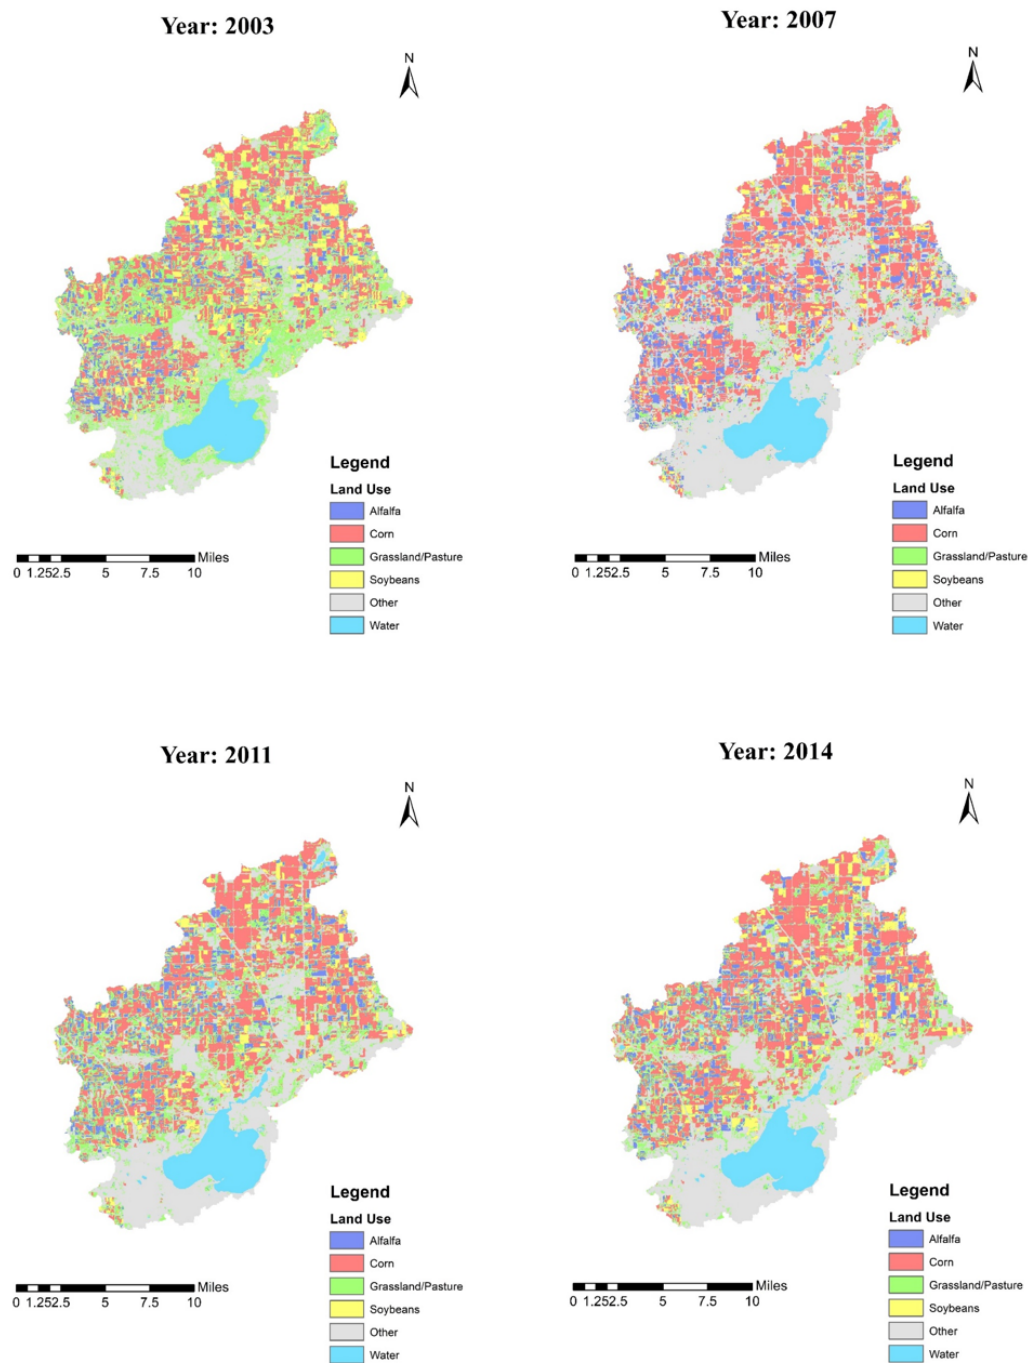 Year: 2003
N
Legend
Land Use
Alfalfa
Corn
Grassland/Pasture
Soybeans
Other
Water
Miles
0 1.252.5 5 7.5 10
Year: 2007
N
Legend
Land Use
Alfalfa
Corn
Grassland/Pasture
Soybeans
Other
Water
Miles
0 1.252.5 5 7.5 10
Year: 2011
N
Legend
Land Use
Alfalfa
Corn
Grassland/Pasture
Soybeans
Other
Water
Miles
0 1.252.5 5 7.5 10
Year: 2014
N
Legend
Land Use
Alfalfa
Corn
Grassland/Pasture
Soybeans
Other
Water
Miles
0 1.252.5 5 7.5 10